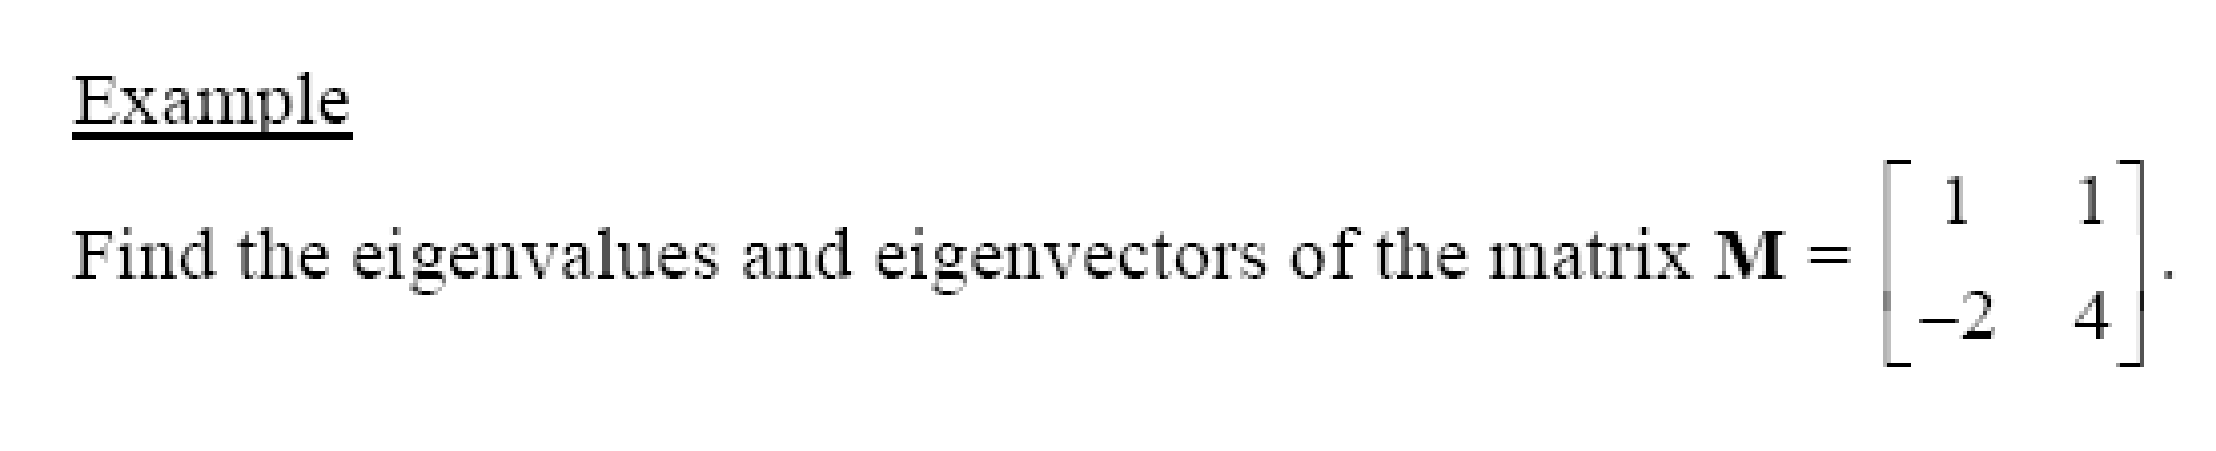 Example
Find the eigenvalues and eigenvectors of the matrix M = [1 1
-2 4].